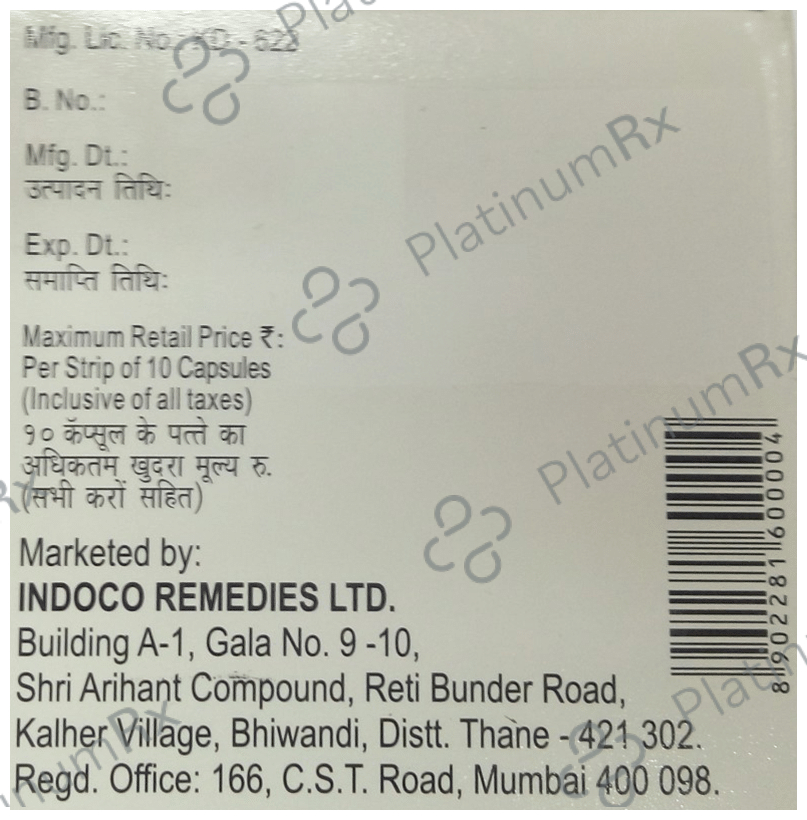 Mfg. Lic. No.: KD - 623
B. No.:
Mfg. Dt.:
उत्पादन तिथि:
Exp. Dt.:
समाप्ति तिथि:
Maximum Retail Price ₹:
Per Strip of 10 Capsules
(Inclusive of all taxes)
१० कॅप्सूल के पत्ते का
अधिकतम खुदरा मूल्य रु.
(सभी करों सहित)
Marketed by:
INDOCO REMEDIES LTD.
Building A-1, Gala No. 9 -10,
Shri Arihant Compound, Reti Bunder Road,
Kalher Village, Bhiwandi, Distt. Thane - 421 302.
Regd. Office: 166, C.S.T. Road, Mumbai 400 098.
8902281600004
PlatinumRx
PlatinumRx